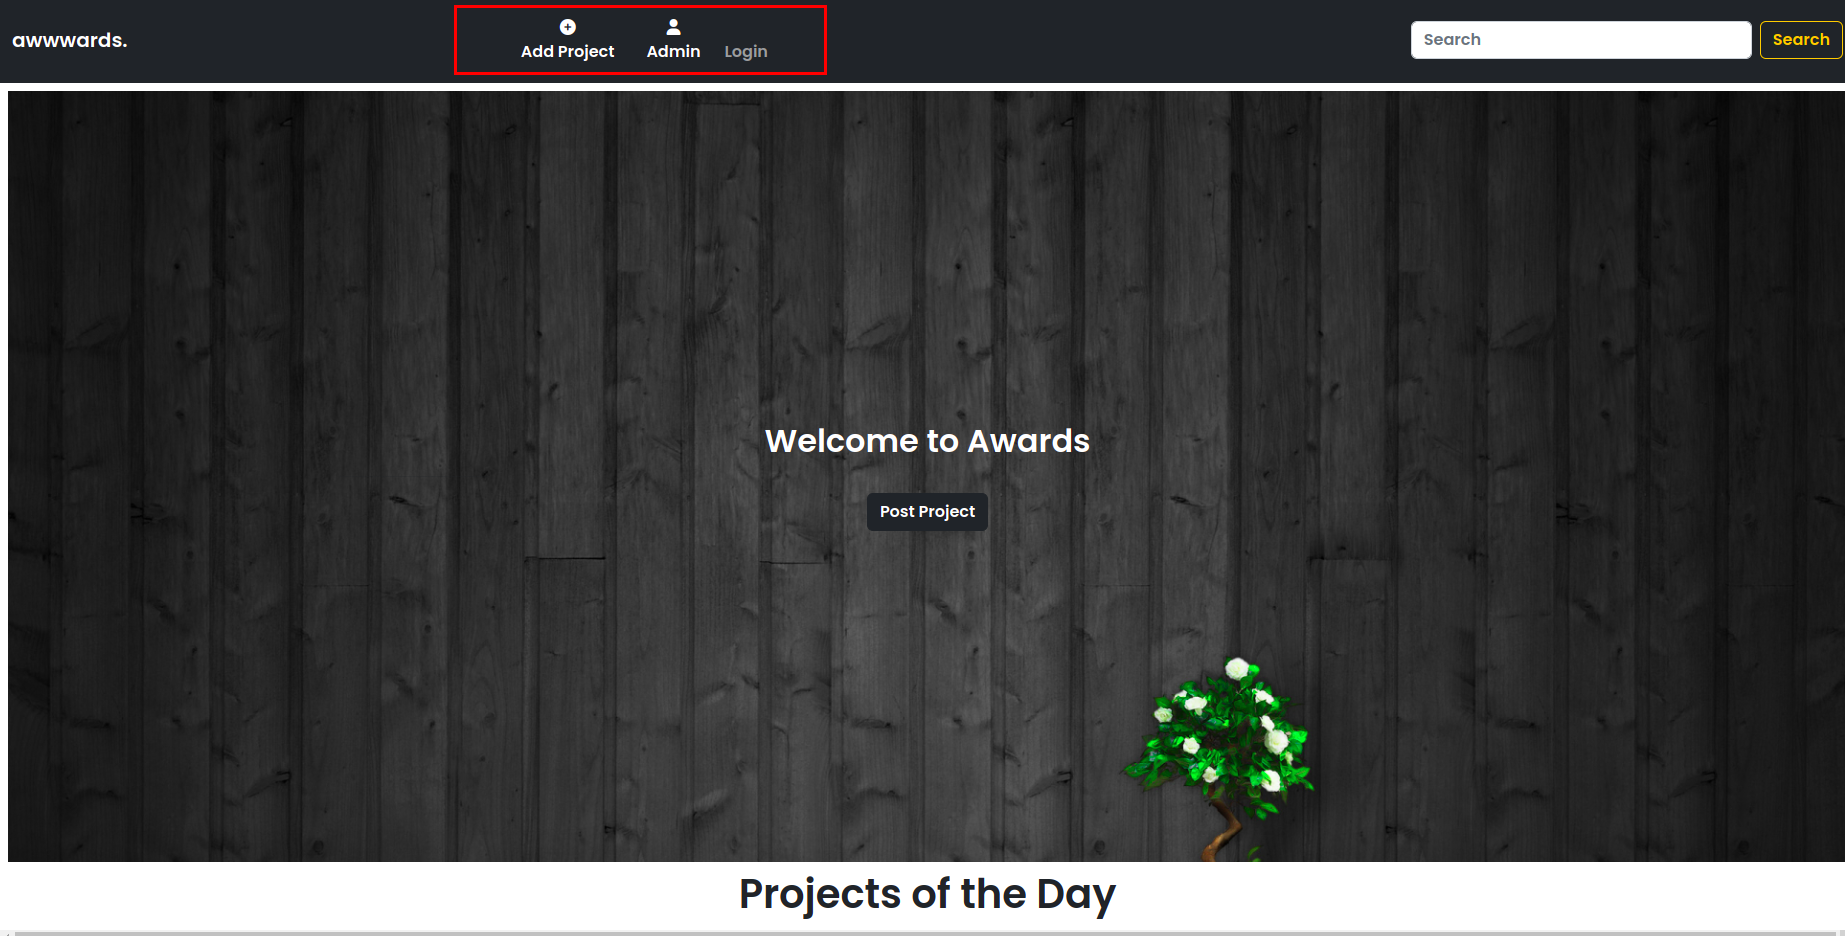 awwwards.
Add Project
Admin
Login
Search
Search
Welcome to Awards
Post Project
Projects of the Day